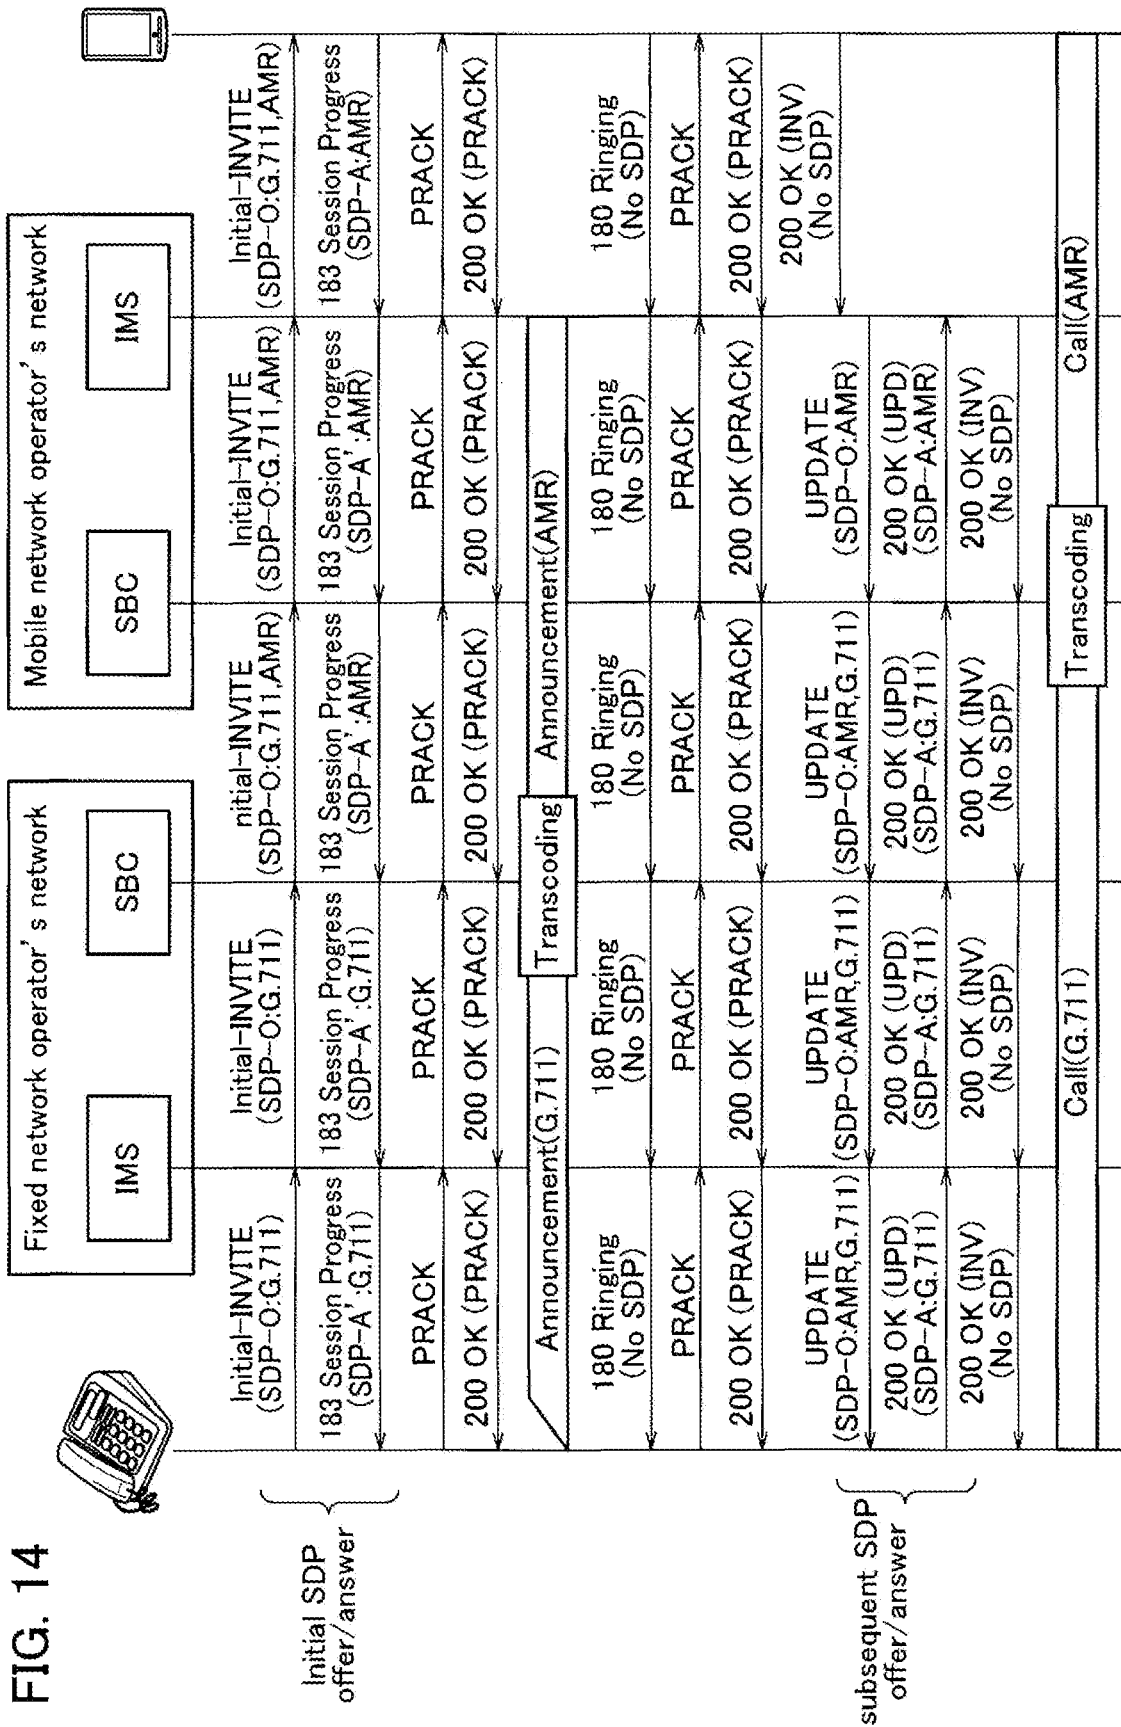 FIG. 14
Fixed network operator's network
Mobile network operator's network
IMS
SBC
SBC
IMS
Initial SDP
offer/answer
Initial-INVITE
(SDP-O:G.711)
Initial-INVITE
(SDP-O:G.711)
nitial-INVITE
(SDP-O:G.711,AMR)
Initial-INVITE
(SDP-O:G.711,AMR)
Initial-INVITE
(SDP-O:G.711,AMR)
183 Session Progress
(SDP-A':G.711)
183 Session Progress
(SDP-A':G.711)
183 Session Progress
(SDP-A':AMR)
183 Session Progress
(SDP-A':AMR)
183 Session Progress
(SDP-A:AMR)
PRACK
PRACK
PRACK
PRACK
PRACK
200 OK (PRACK)
200 OK (PRACK)
200 OK (PRACK)
200 OK (PRACK)
200 OK (PRACK)
Announcement(G.711)
Transcoding
Announcement(AMR)
180 Ringing
(No SDP)
180 Ringing
(No SDP)
180 Ringing
(No SDP)
180 Ringing
(No SDP)
180 Ringing
(No SDP)
PRACK
PRACK
PRACK
PRACK
PRACK
200 OK (PRACK)
200 OK (PRACK)
200 OK (PRACK)
200 OK (PRACK)
200 OK (PRACK)
200 OK (INV)
(No SDP)
subsequent SDP
offer/answer
UPDATE
(SDP-O:AMR,G.711)
UPDATE
(SDP-O:AMR,G.711)
UPDATE
(SDP-O:AMR,G.711)
UPDATE
(SDP-O:AMR)
200 OK (UPD)
(SDP-A:G.711)
200 OK (UPD)
(SDP-A:G.711)
200 OK (UPD)
(SDP-A:G.711)
200 OK (UPD)
(SDP-A:AMR)
200 OK (INV)
(No SDP)
200 OK (INV)
(No SDP)
200 OK (INV)
(No SDP)
200 OK (INV)
(No SDP)
Call(G.711)
Transcoding
Call(AMR)